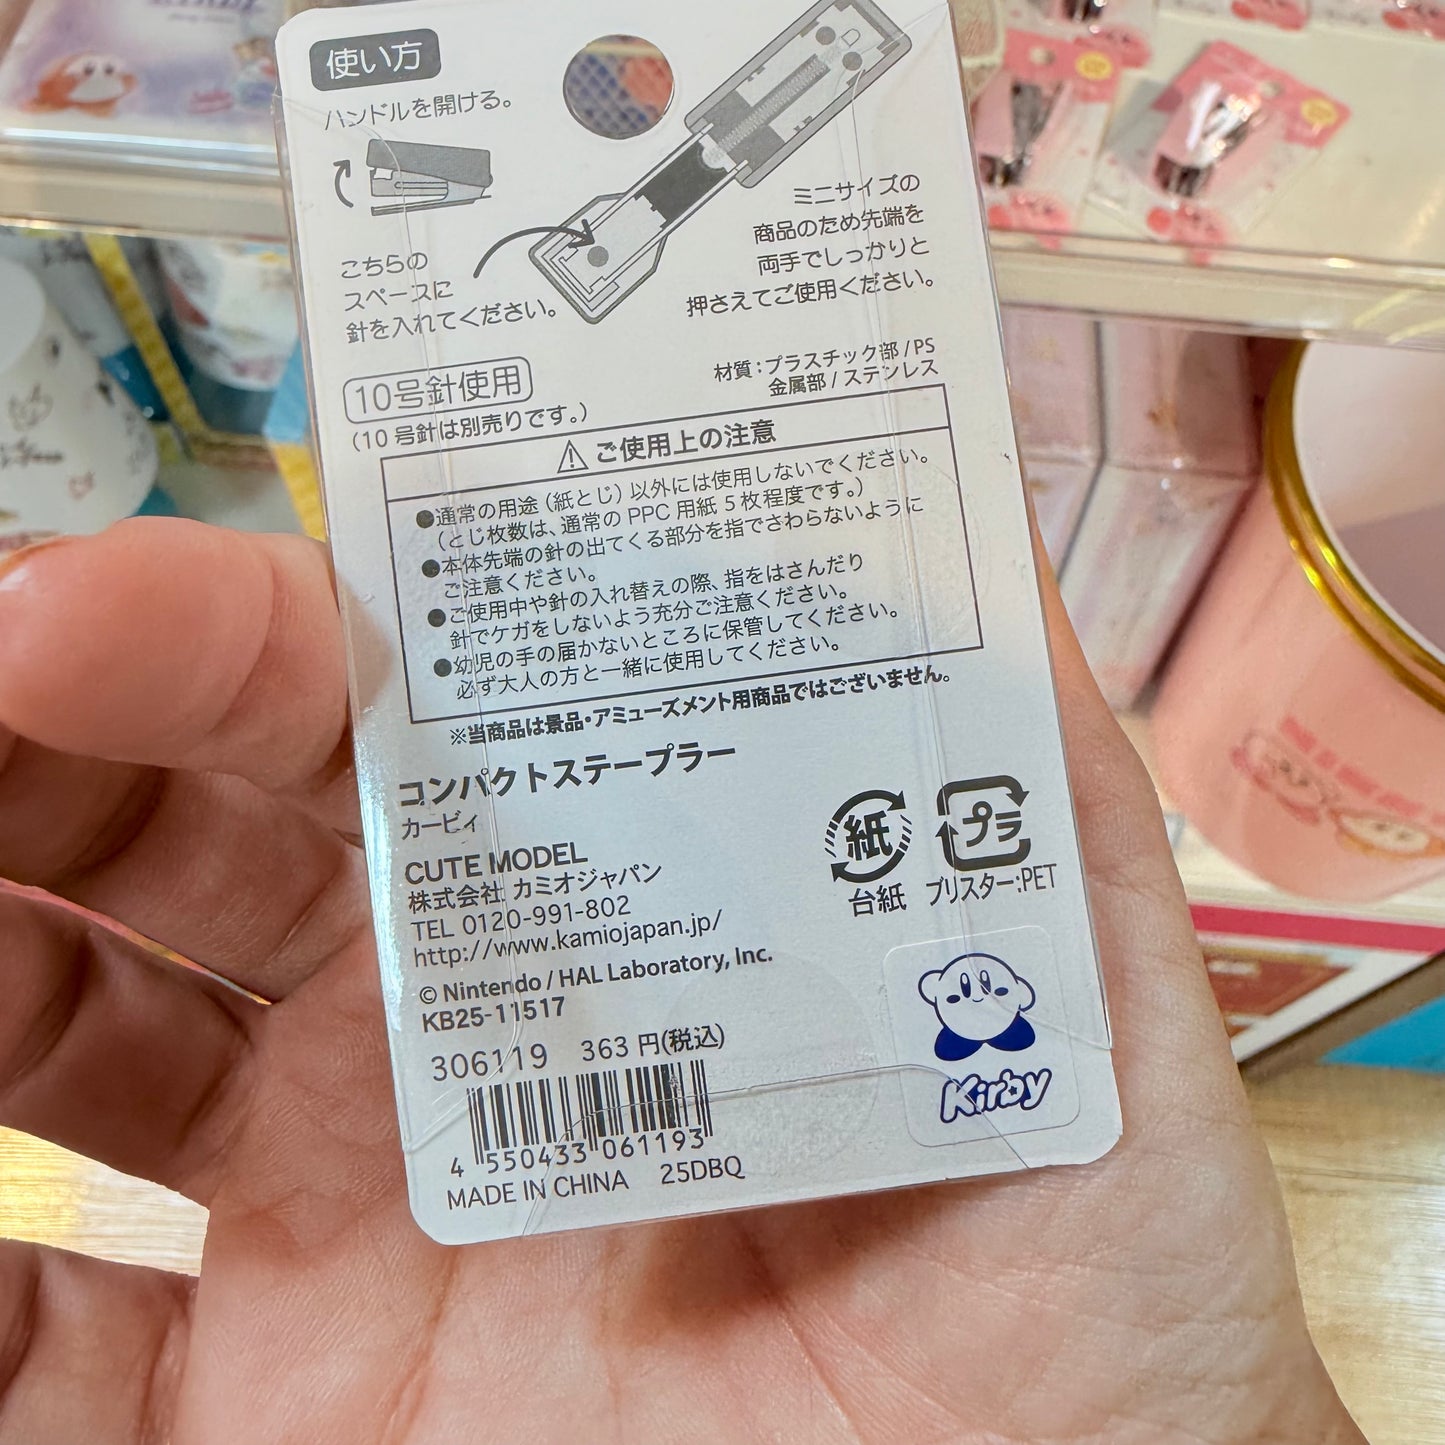 使い方
ハンドルを開ける。
こちらの
スペースに
針を入れてください。
ミニサイズの
商品のため先端を
両手でしっかりと
押さえてご使用ください。
10号針使用
(10号針は別売りです。)
材質:プラスチック部/PS
金属部/ステンレス
⚠ご使用上の注意
●通常の用途(紙とじ)以外には使用しないでください。
(とじ枚数は、通常のPPC用紙5枚程度です。)
●本体先端の針の出てくる部分を指でさわらないように
ご注意ください。
●ご使用中や針の入れ替えの際、指をはさんだり
針でケガをしないよう充分ご注意ください。
●幼児の手の届かないところに保管してください。
必ず大人の方と一緒に使用してください。
※当商品は景品・アミューズメント用商品ではございません。
コンパクトステープラー
カービィ
CUTE MODEL
株式会社 カミオジャパン
TEL 0120-991-802
http://www.kamiojapan.jp/
© Nintendo / HAL Laboratory, Inc.
KB25-11517
306119 363円(税込)
4 550433 061193
MADE IN CHINA 25DBQ
紙
台紙
プラ
ブリスター:PET
Kirby